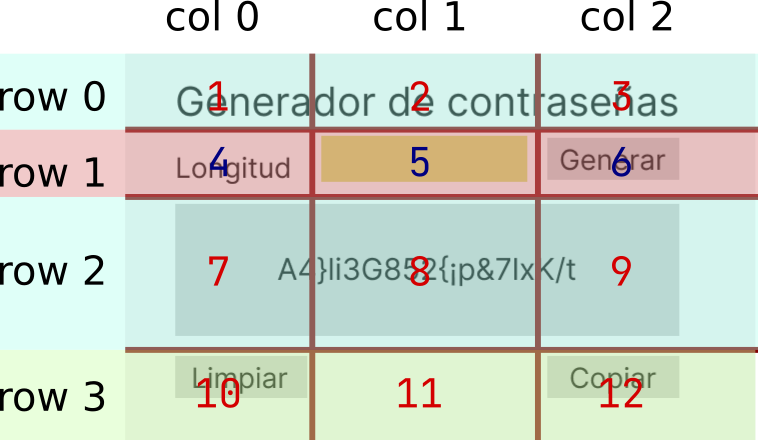 col 0 col 1 col 2
row 0 1 2 3
Generador de contraseñas
row 1 Longitud 4 5 Generar 6
row 2 7 8 9
A4}li3G852{¡p&7lxK/t
Limpiar Copiar
row 3 10 11 12